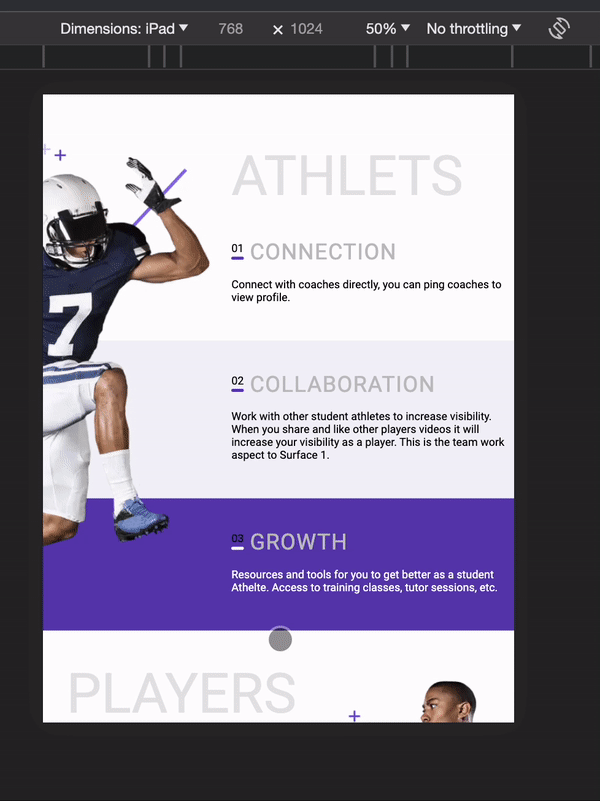 Dimensions: iPad ▼ 768 × 1024 50% ▼ No throttling ▼
ATHLETS
01 CONNECTION
Connect with coaches directly, you can ping coaches to
view profile.
7
02 COLLABORATION
Work with other student athletes to increase visibility.
When you share and like other players videos it will
increase your visibility as a player. This is the team work
aspect to Surface 1.
03 GROWTH
Resources and tools for you to get better as a student
Athelte. Access to training classes, tutor sessions, etc.
PLAYERS